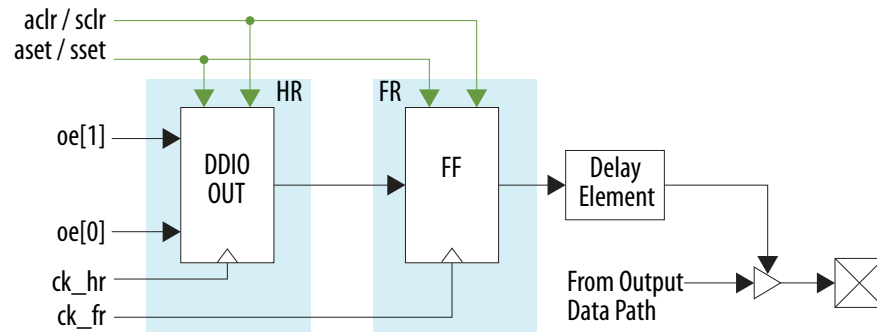 aclr / sclr
aset / sset
HR
FR
oe[1]
DDIO
OUT
FF
Delay
Element
oe[0]
ck_hr
ck_fr
From Output
Data Path